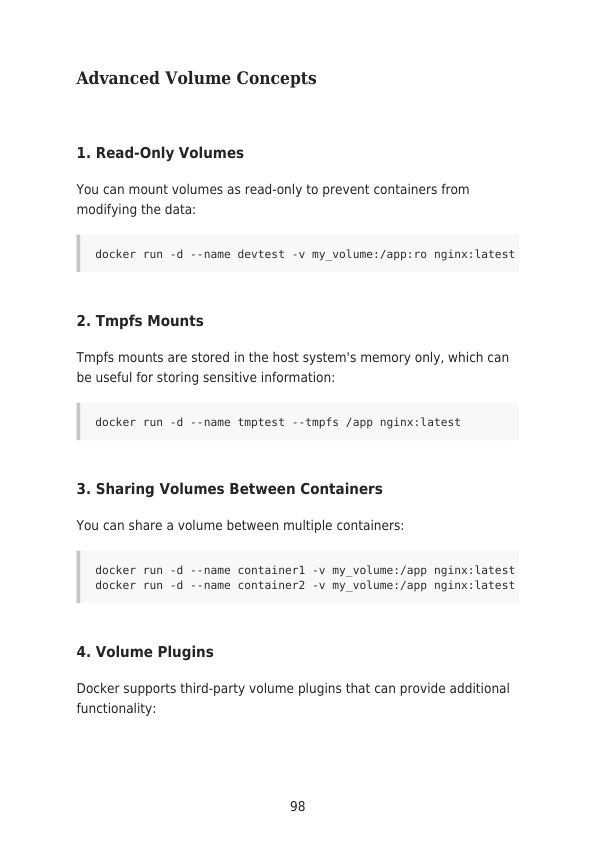 Advanced Volume Concepts
1. Read-Only Volumes
You can mount volumes as read-only to prevent containers from
modifying the data:
docker run -d --name devtest -v my_volume:/app:ro nginx:latest
2. Tmpfs Mounts
Tmpfs mounts are stored in the host system's memory only, which can
be useful for storing sensitive information:
docker run -d --name tmptest --tmpfs /app nginx:latest
3. Sharing Volumes Between Containers
You can share a volume between multiple containers:
docker run -d --name container1 -v my_volume:/app nginx:latest
docker run -d --name container2 -v my_volume:/app nginx:latest
4. Volume Plugins
Docker supports third-party volume plugins that can provide additional
functionality:
98